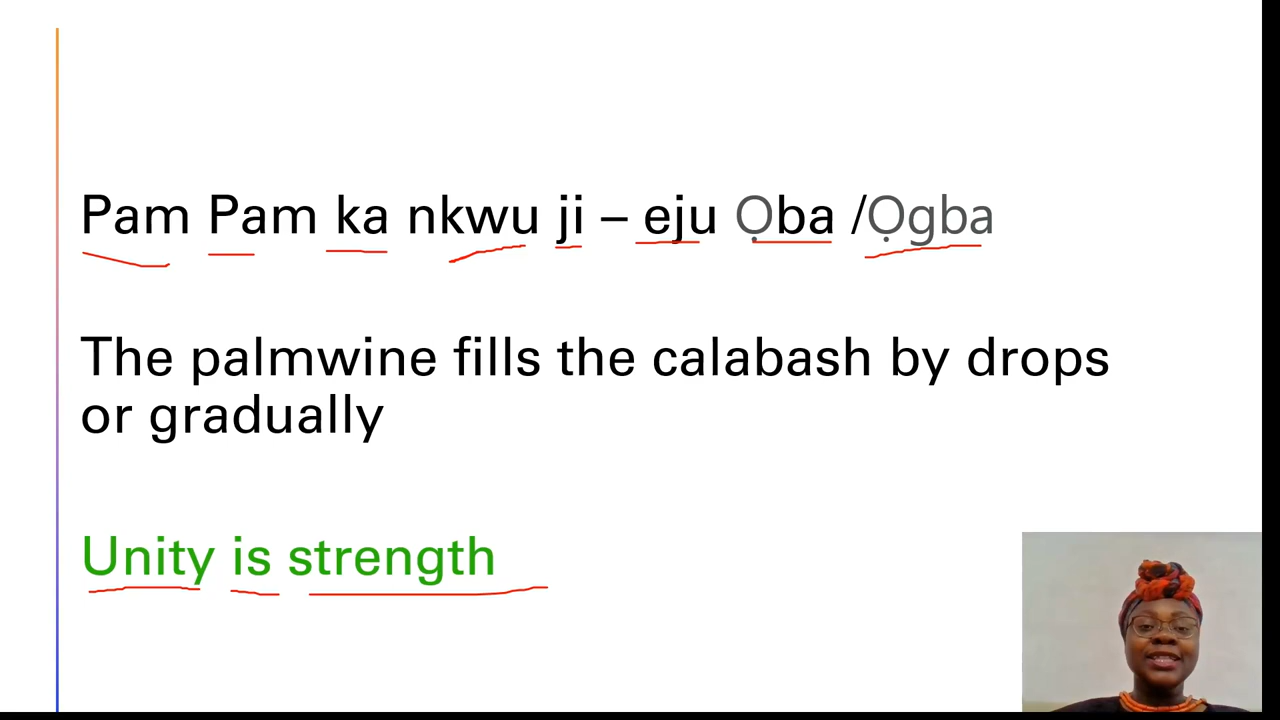 Pam Pam ka nkwu ji – eju Ọba /Ọgba
The palmwine fills the calabash by drops
or gradually
Unity is strength